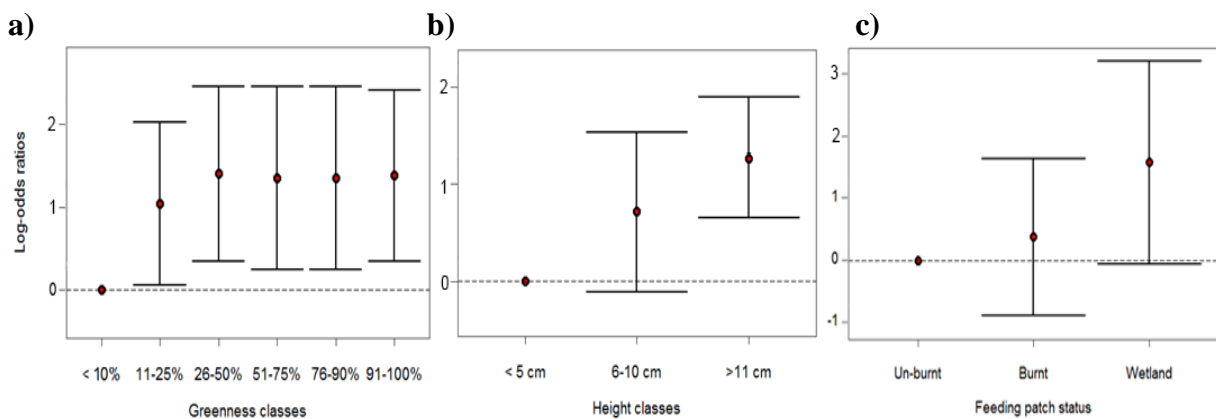 a)
b)
c)
Log-odds ratios
2
1
0
< 10% 11-25% 26-50% 51-75% 76-90% 91-100%
Greenness classes
2
1
0
< 5 cm 6-10 cm >11 cm
Height classes
3
2
1
0
-1
Un-burnt Burnt Wetland
Feeding patch status